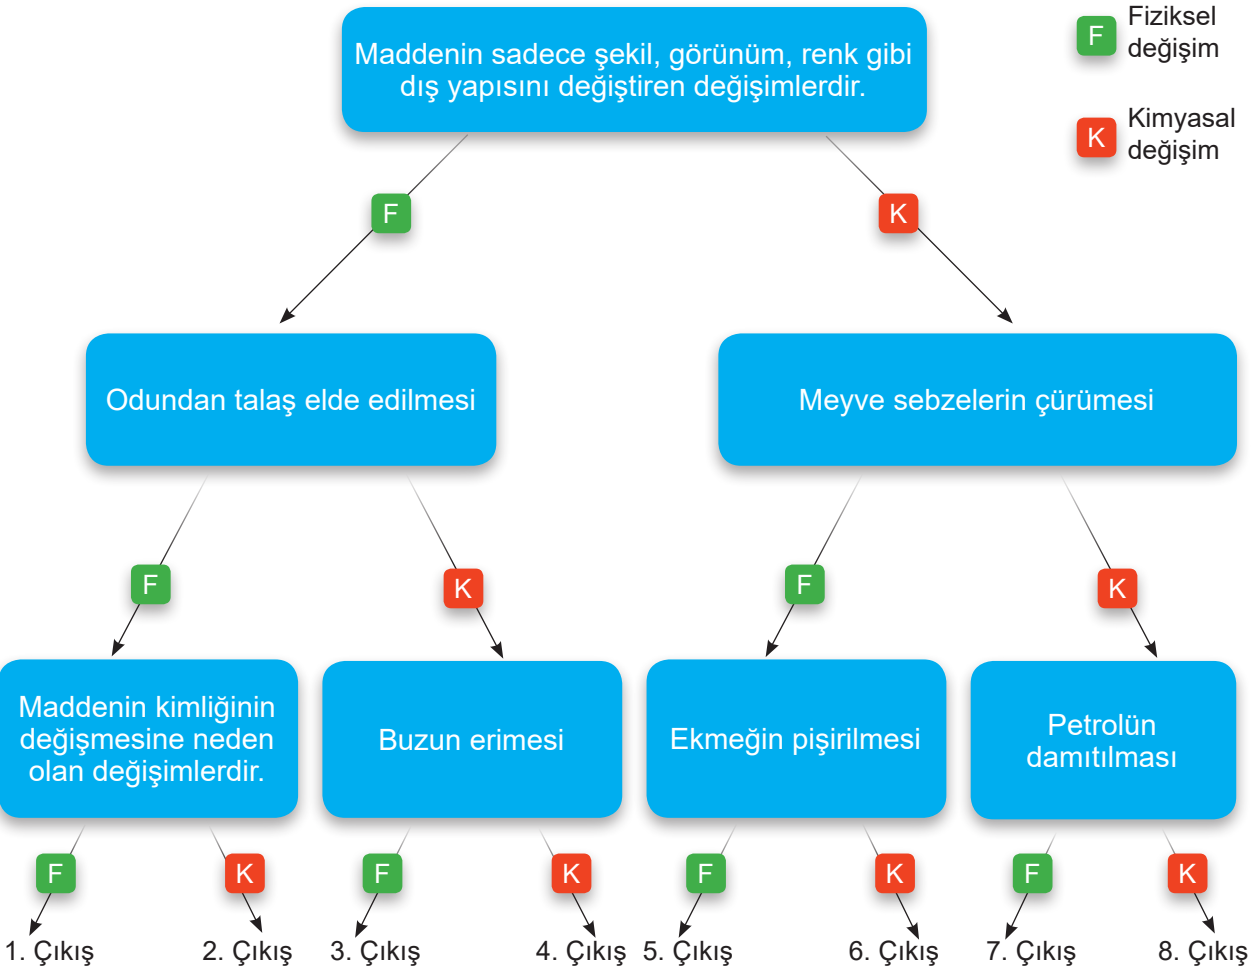 Maddenin sadece şekil, görünüm, renk gibi
dış yapısını değiştiren değişimlerdir.
F
Fiziksel
değişim
K
Kimyasal
değişim
F
K
Odundan talaş elde edilmesi
Meyve sebzelerin çürümesi
F
K
F
K
Maddenin kimliğinin
değişmesine neden
olan değişimlerdir.
Buzun erimesi
Ekmeğin pişirilmesi
Petrolün
damıtılması
F
K
F
K
F
K
F
K
1. Çıkış
2. Çıkış
3. Çıkış
4. Çıkış
5. Çıkış
6. Çıkış
7. Çıkış
8. Çıkış